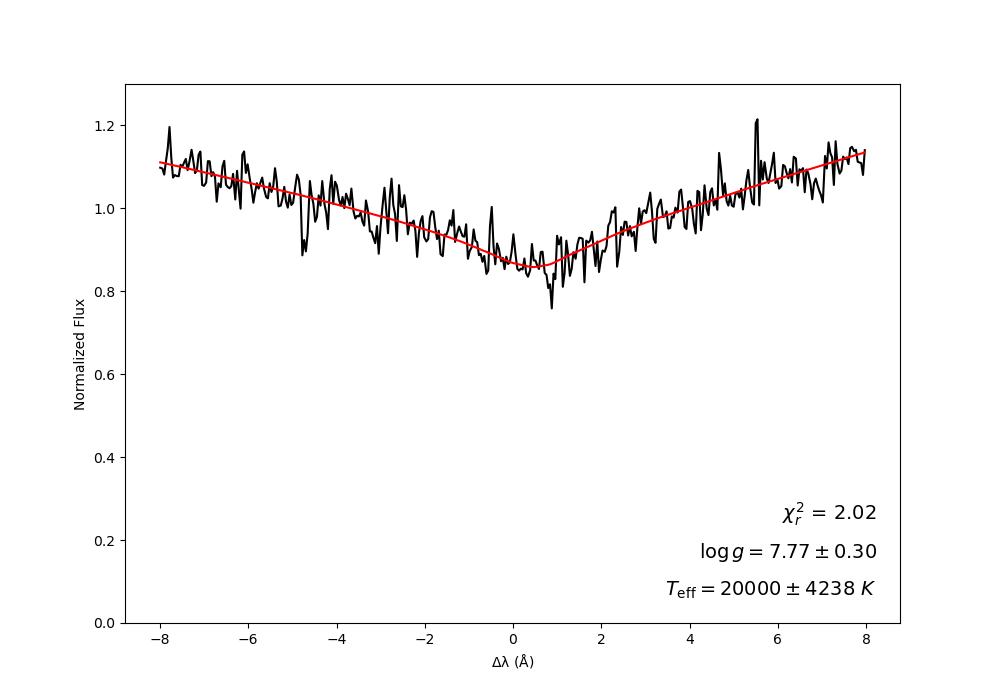 1.2
1.0
0.8
0.6
0.4
0.2
0.0
Normalized Flux
χ²ᵣ = 2.02
log g = 7.77 ± 0.30
T_eff = 20000 ± 4238 K
−8 −6 −4 −2 0 2 4 6 8
Δλ (Å)